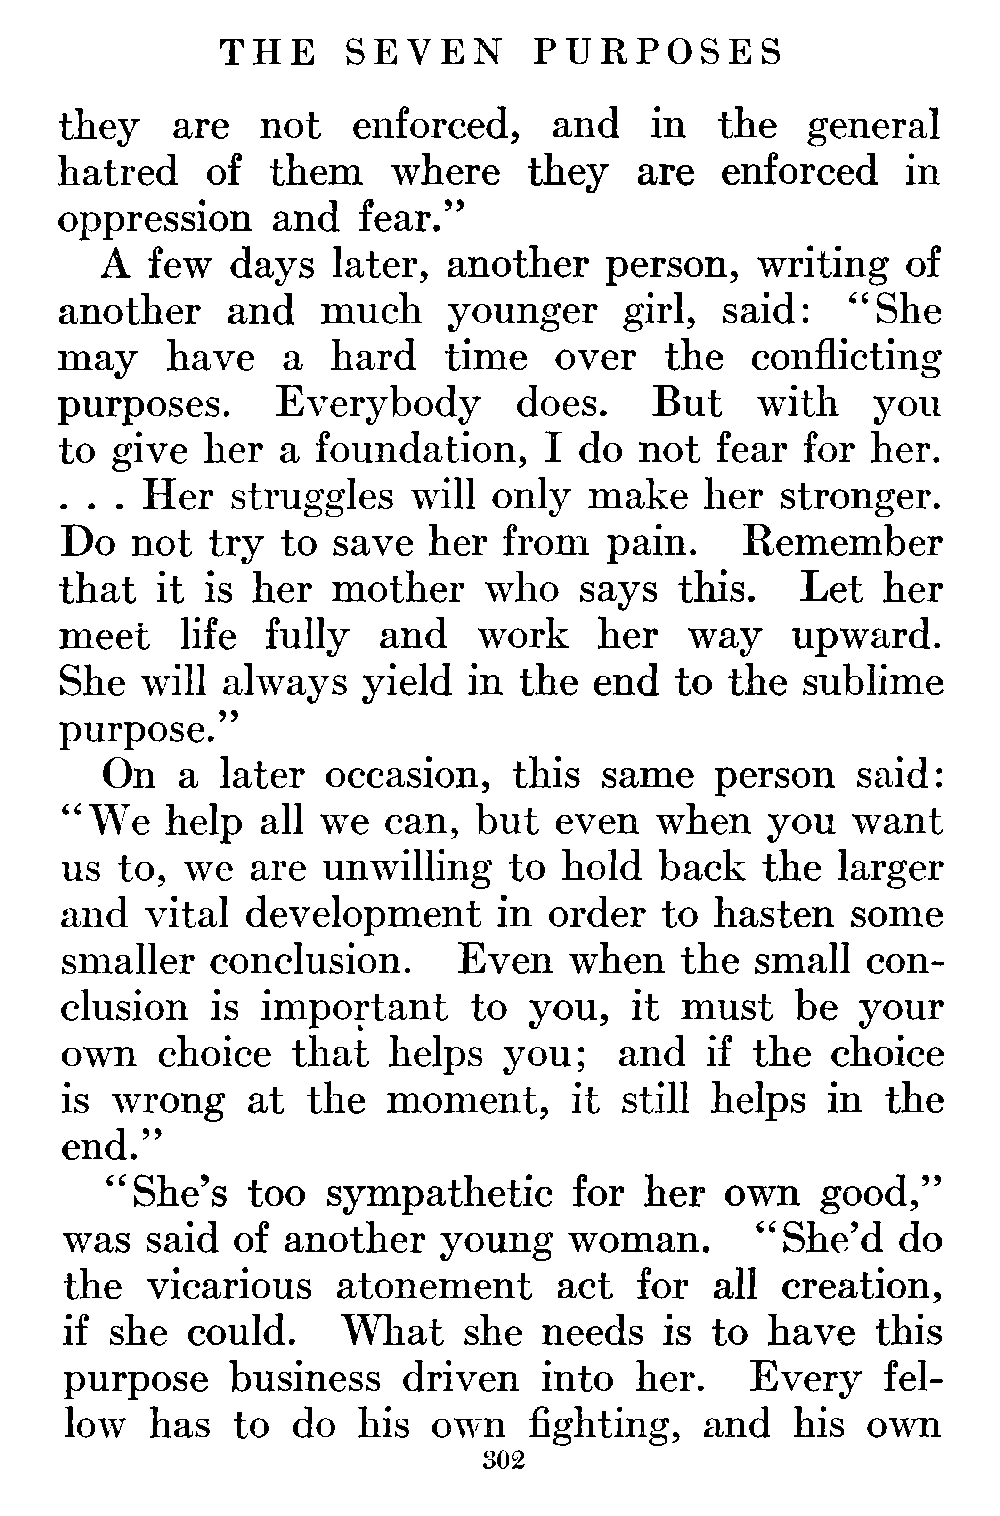 THE SEVEN PURPOSES
they are not enforced, and in the general
hatred of them where they are enforced in
oppression and fear."
A few days later, another person, writing of
another and much younger girl, said: "She
may have a hard time over the conflicting
purposes. Everybody does. But with you
to give her a foundation, I do not fear for her.
. . . Her struggles will only make her stronger.
Do not try to save her from pain. Remember
that it is her mother who says this. Let her
meet life fully and work her way upward.
She will always yield in the end to the sublime
purpose."
On a later occasion, this same person said:
"We help all we can, but even when you want
us to, we are unwilling to hold back the larger
and vital development in order to hasten some
smaller conclusion. Even when the small con-
clusion is important to you, it must be your
own choice that helps you; and if the choice
is wrong at the moment, it still helps in the
end."
"She's too sympathetic for her own good,"
was said of another young woman. "She'd do
the vicarious atonement act for all creation,
if she could. What she needs is to have this
purpose business driven into her. Every fel-
low has to do his own fighting, and his own
302